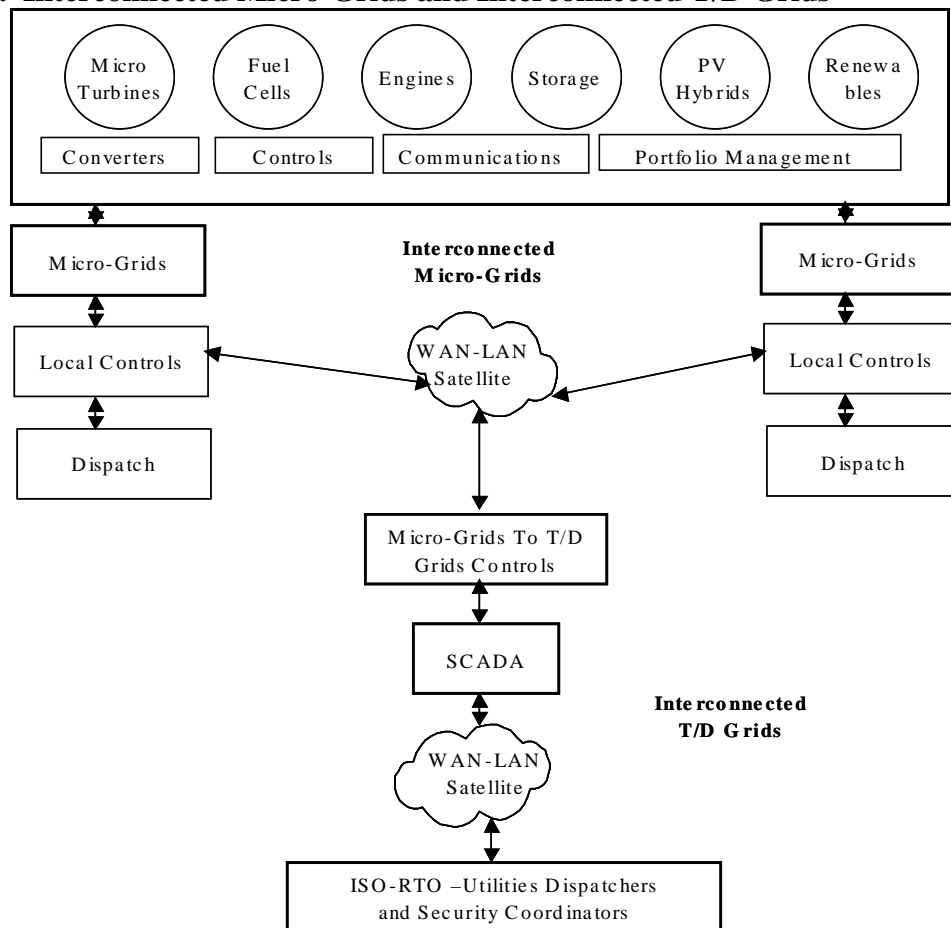 Interconnected Micro-Grids and Interconnected T/D Grids
Micro
Turbines
Fuel
Cells
Engines
Storage
PV
Hybrids
Renewa
bles
Converters
Controls
Communications
Portfolio Management
Micro-Grids
Interconnected
Micro-Grids
Micro-Grids
Local Controls
WAN-LAN
Satellite
Local Controls
Dispatch
Dispatch
Micro-Grids To T/D
Grids Controls
SCADA
Interconnected
T/D Grids
WAN-LAN
Satellite
ISO-RTO –Utilities Dispatchers
and Security Coordinators